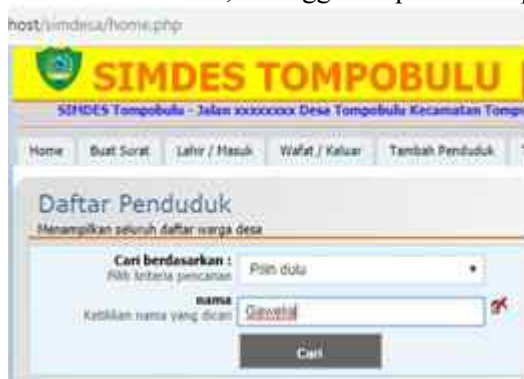 host/simdesa/home.php
SIMDES TOMPOBULU
SIMDES Tompobulu - Jalan xxxxxxxx Desa Tompobulu Kecamatan Tomp
Home Buat Surat Lahir / Masuk Wafat / Keluar Tambah Penduduk
Daftar Penduduk
Menampilkan seluruh daftar warga desa
Cari berdasarkan : Pilih dulu
Pilih kriteria pencarian
nama
Ketikkan nama yang dicari
Cari